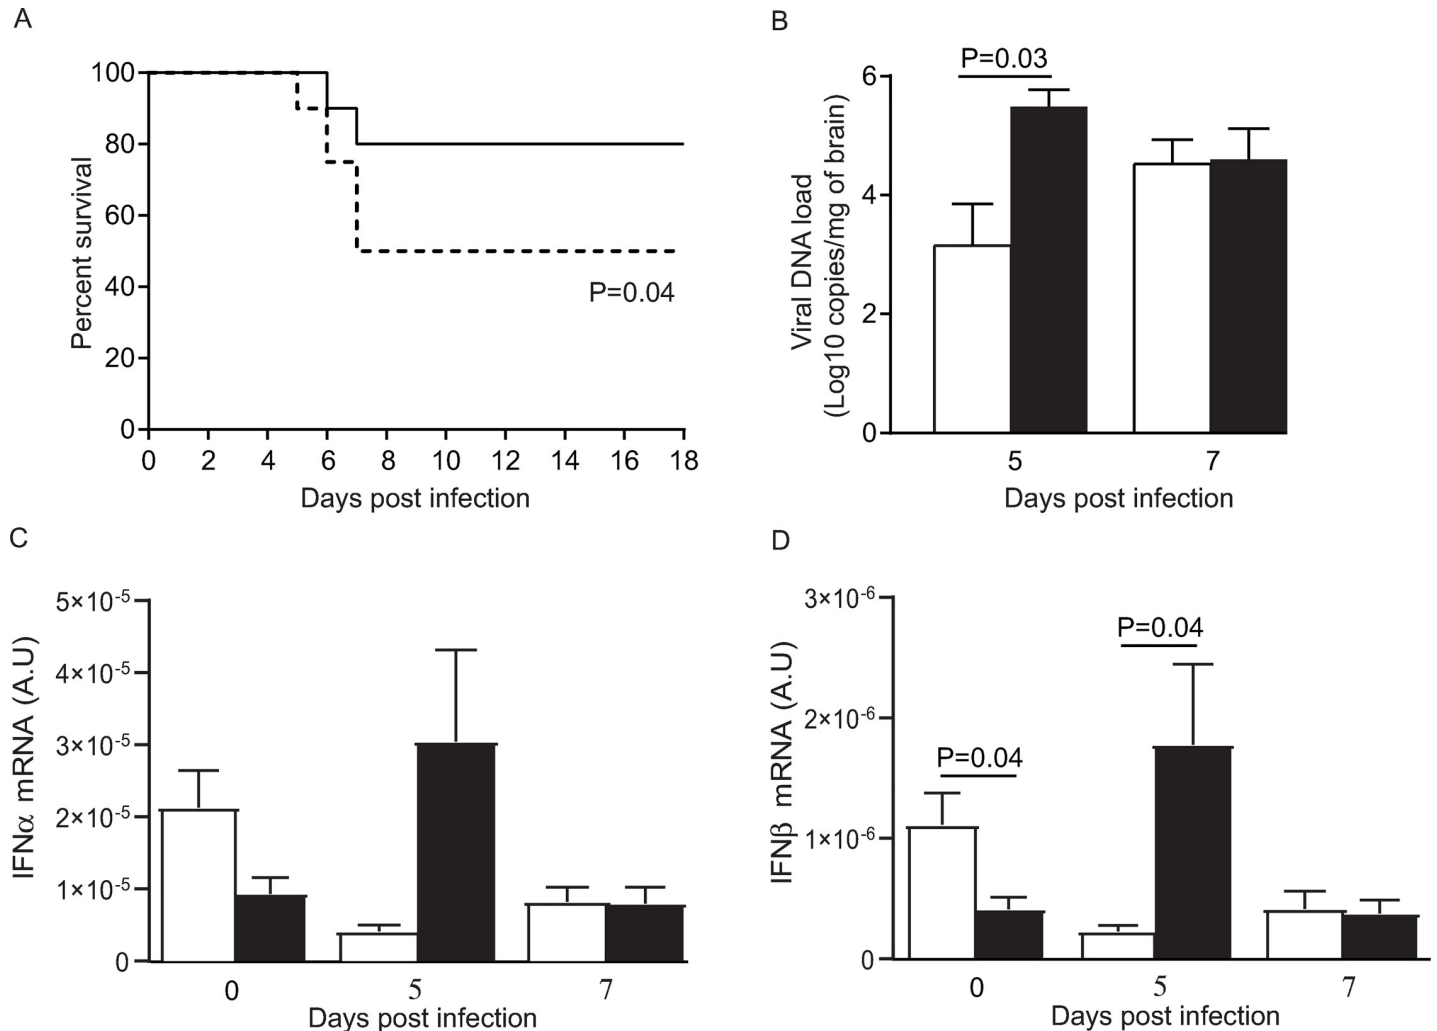 A
100
80
60
40
20
0
Percent survival
P=0.04
0 2 4 6 8 10 12 14 16 18
Days post infection
B
P=0.03
6
4
2
0
Viral DNA load
(Log10 copies/mg of brain)
5 7
Days post infection
C
5×10⁻⁵
4×10⁻⁵
3×10⁻⁵
2×10⁻⁵
1×10⁻⁵
0
IFNα mRNA (A.U)
0 5 7
Days post infection
D
3×10⁻⁶
2×10⁻⁶
1×10⁻⁶
0
IFNβ mRNA (A.U)
P=0.04
P=0.04
0 5 7
Days post infection